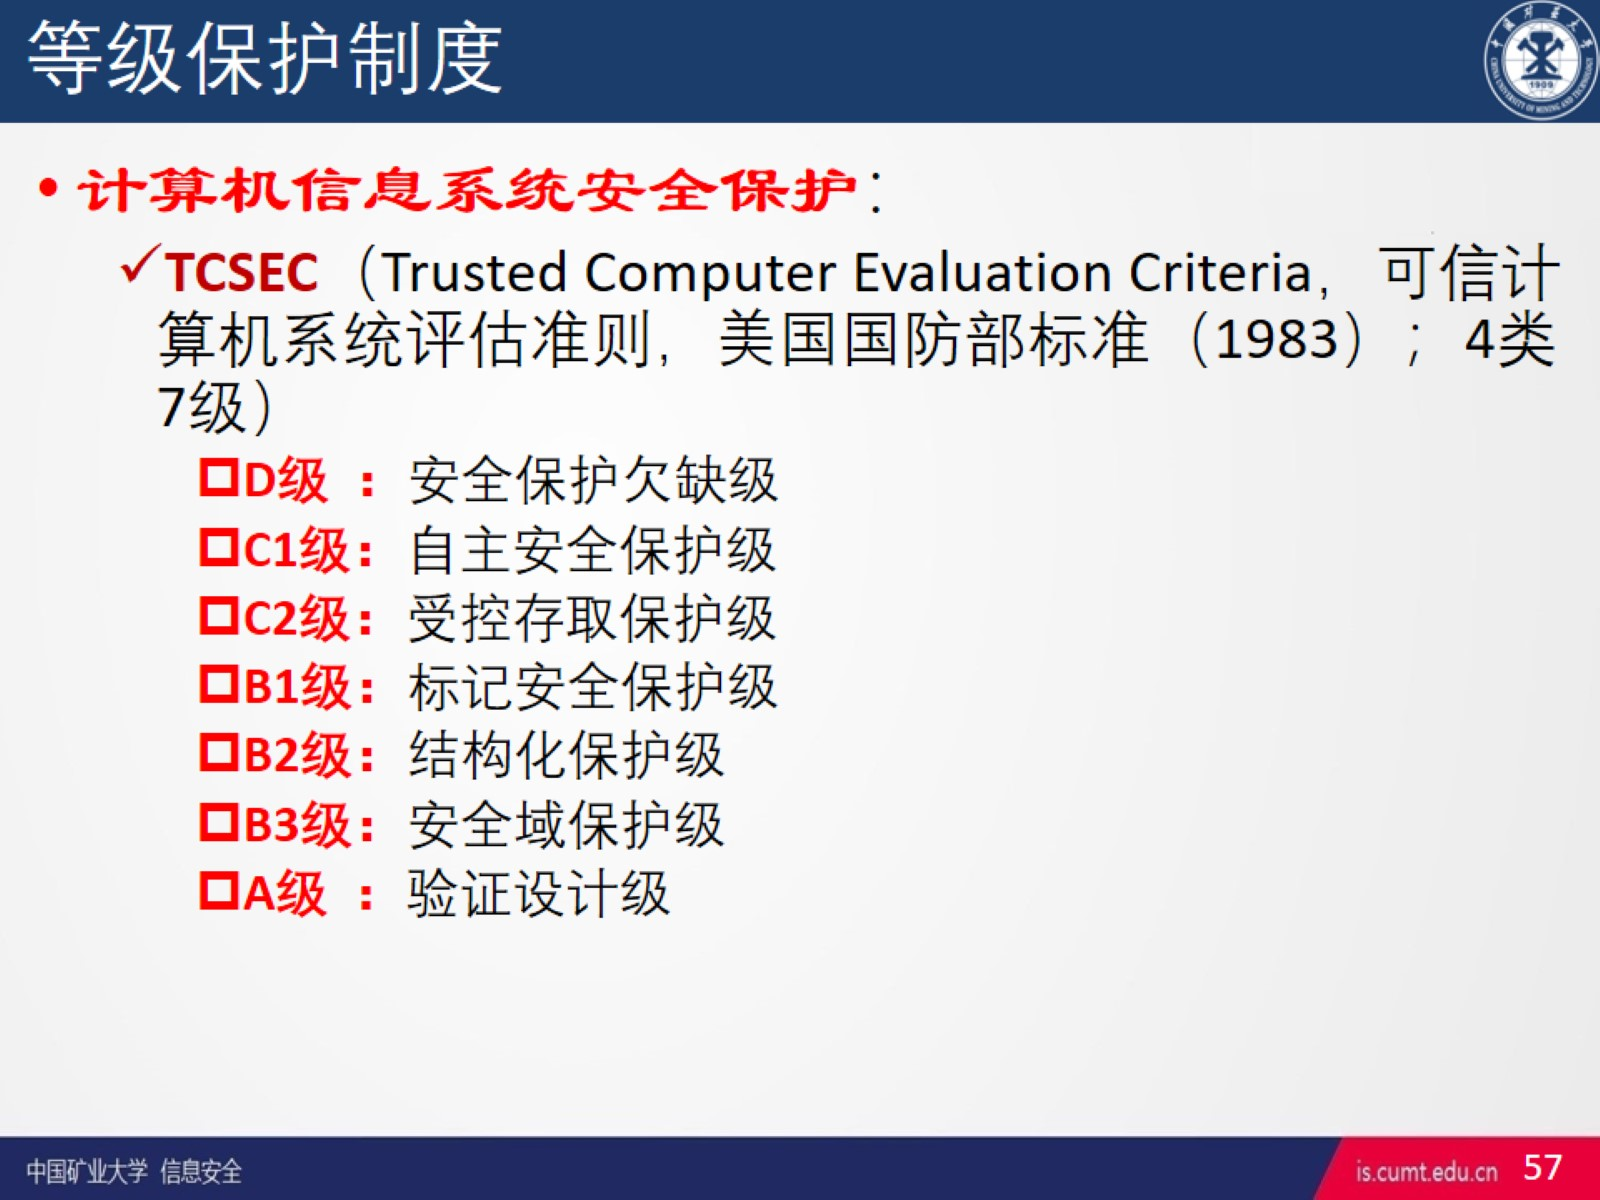 等级保护制度
1909
• 计算机信息系统安全保护：
✓TCSEC（Trusted Computer Evaluation Criteria，可信计
算机系统评估准则，美国国防部标准（1983）；4类
7级）
D级 ：安全保护欠缺级
C1级：自主安全保护级
C2级：受控存取保护级
B1级：标记安全保护级
B2级：结构化保护级
B3级：安全域保护级
A级 ：验证设计级
中国矿业大学 信息安全
is.cumt.edu.cn 57